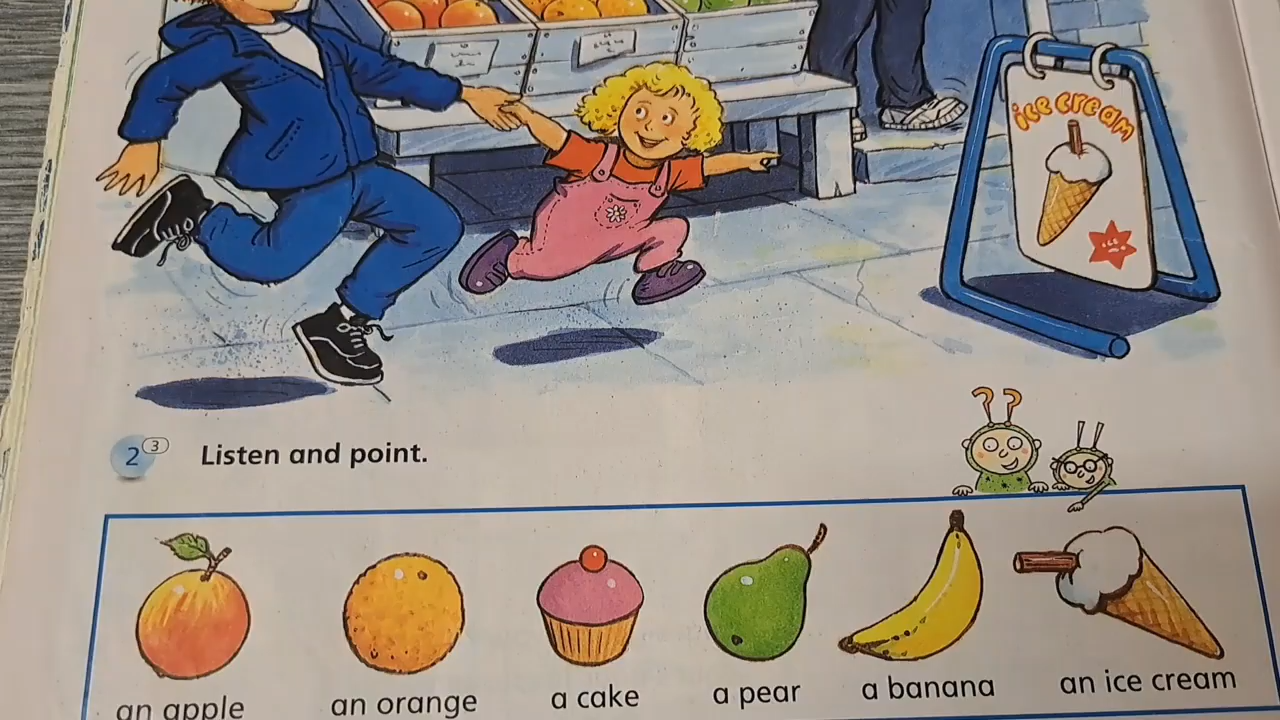 ice cream
2 3 Listen and point.
an apple an orange a cake a pear a banana an ice cream